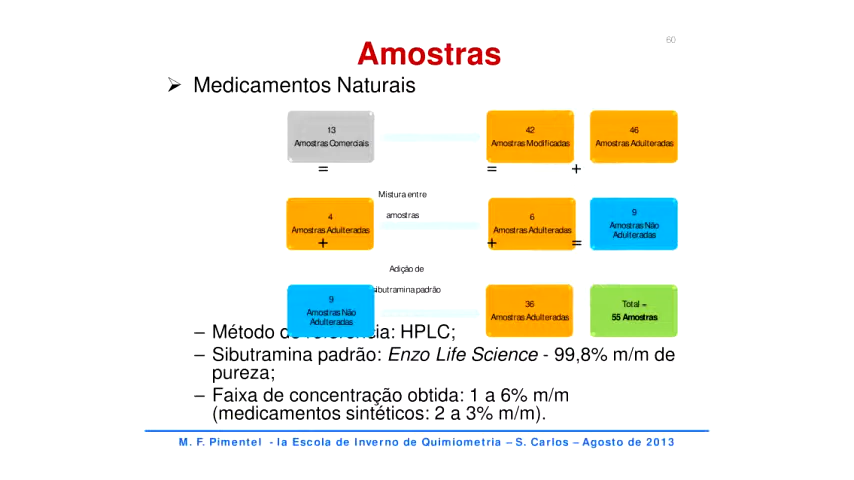 60
Amostras
➢ Medicamentos Naturais
13
Amostras Comerciais
42
Amostras Modificadas
46
Amostras Adulteradas
=
=
+
Mistura entre
amostras
4
Amostras Adulteradas
+
6
Amostras Adulteradas
+
=
9
Amostras Não
Adulteradas
Adição de
sibutramina padrão
9
Amostras Não
Adulteradas
36
Amostras Adulteradas
Total =
55 Amostras
– Método de referência: HPLC;
– Sibutramina padrão: Enzo Life Science - 99,8% m/m de
pureza;
– Faixa de concentração obtida: 1 a 6% m/m
(medicamentos sintéticos: 2 a 3% m/m).
M. F. Pimentel - Ia Escola de Inverno de Quimiometria – S. Carlos – Agosto de 2013